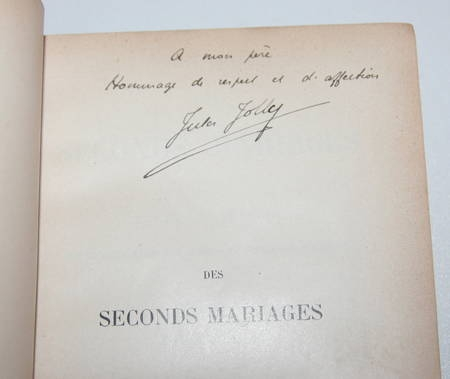 A mon père
Hommage de respect et d'affection
Jules Jolly
DES
SECONDS MARIAGES